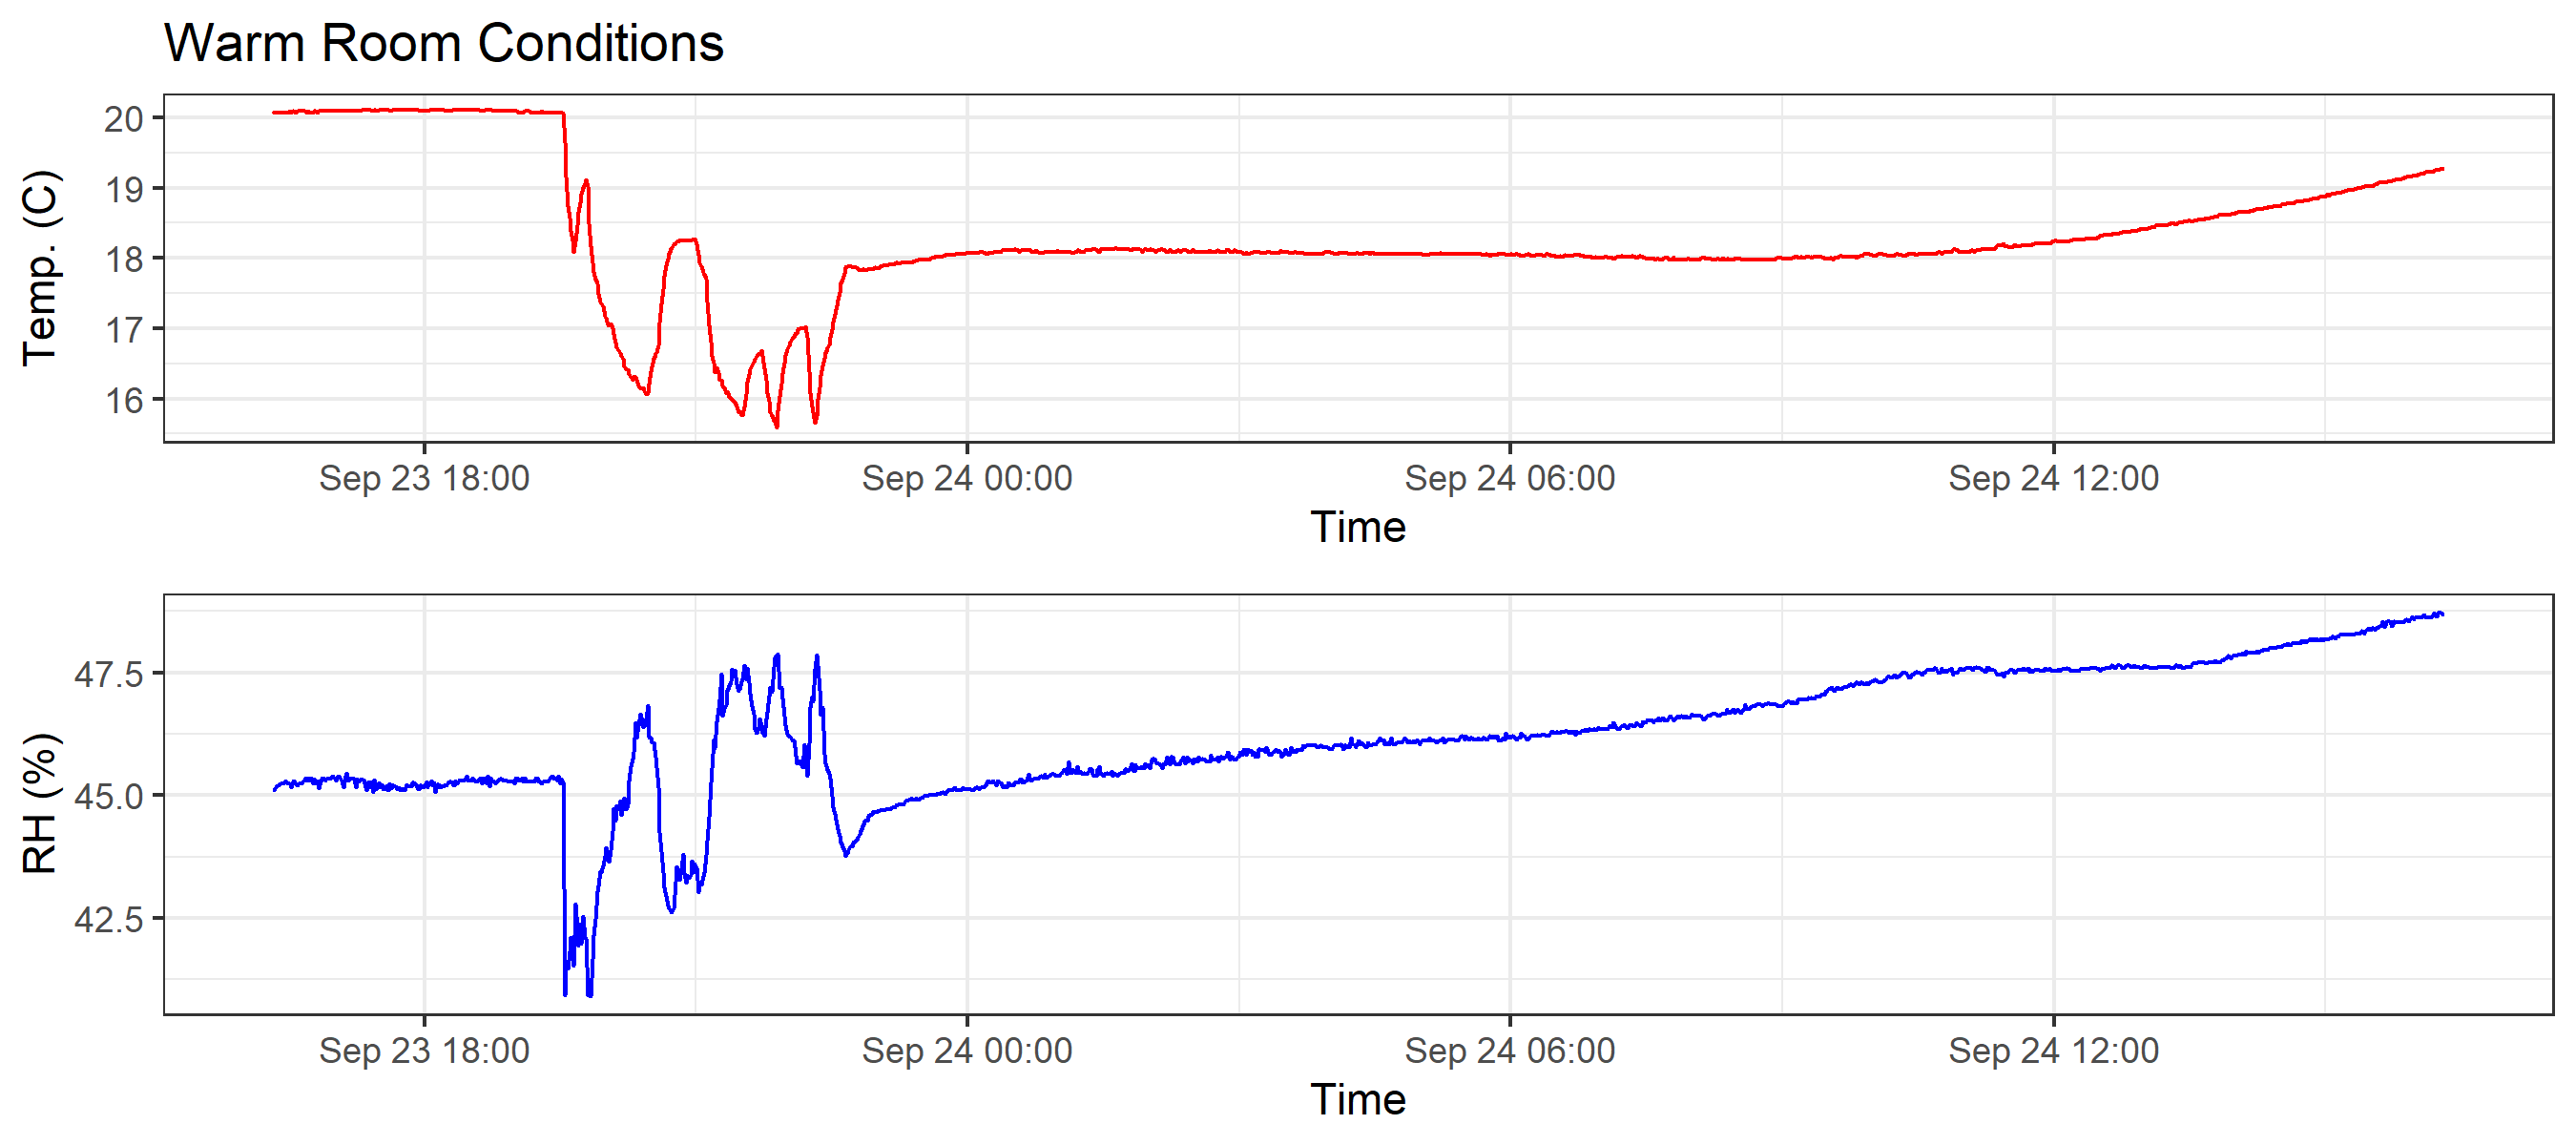 Warm Room Conditions
Temp. (C)
20
19
18
17
16
Sep 23 18:00 Sep 24 00:00 Sep 24 06:00 Sep 24 12:00
Time
RH (%)
47.5
45.0
42.5
Sep 23 18:00 Sep 24 00:00 Sep 24 06:00 Sep 24 12:00
Time